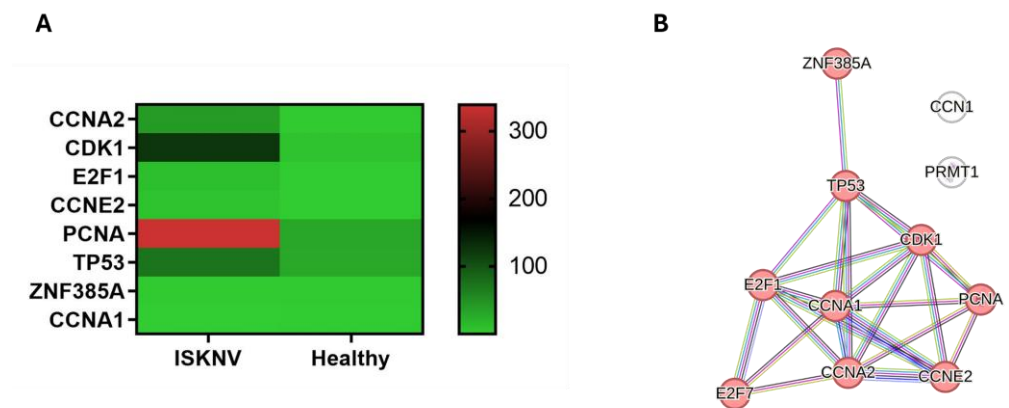 A
CCNA2
CDK1
E2F1
CCNE2
PCNA
TP53
ZNF385A
CCNA1
ISKNV Healthy
300
200
100
B
ZNF385A
CCN1
PRMT1
TP53
CDK1
E2F1
CCNA1
PCNA
CCNA2
CCNE2
E2F7